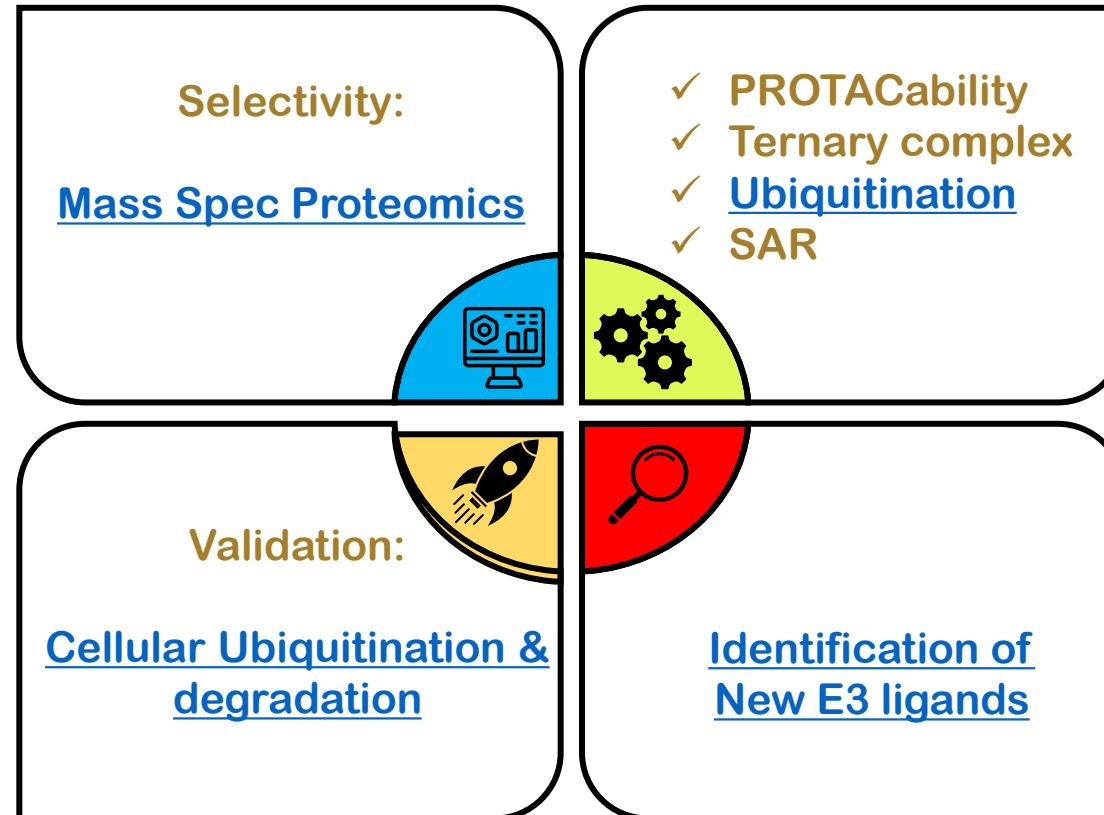 Selectivity:
Mass Spec Proteomics
✓ PROTACability
✓ Ternary complex
✓ Ubiquitination
✓ SAR
Validation:
Cellular Ubiquitination &
degradation
Identification of
New E3 ligands